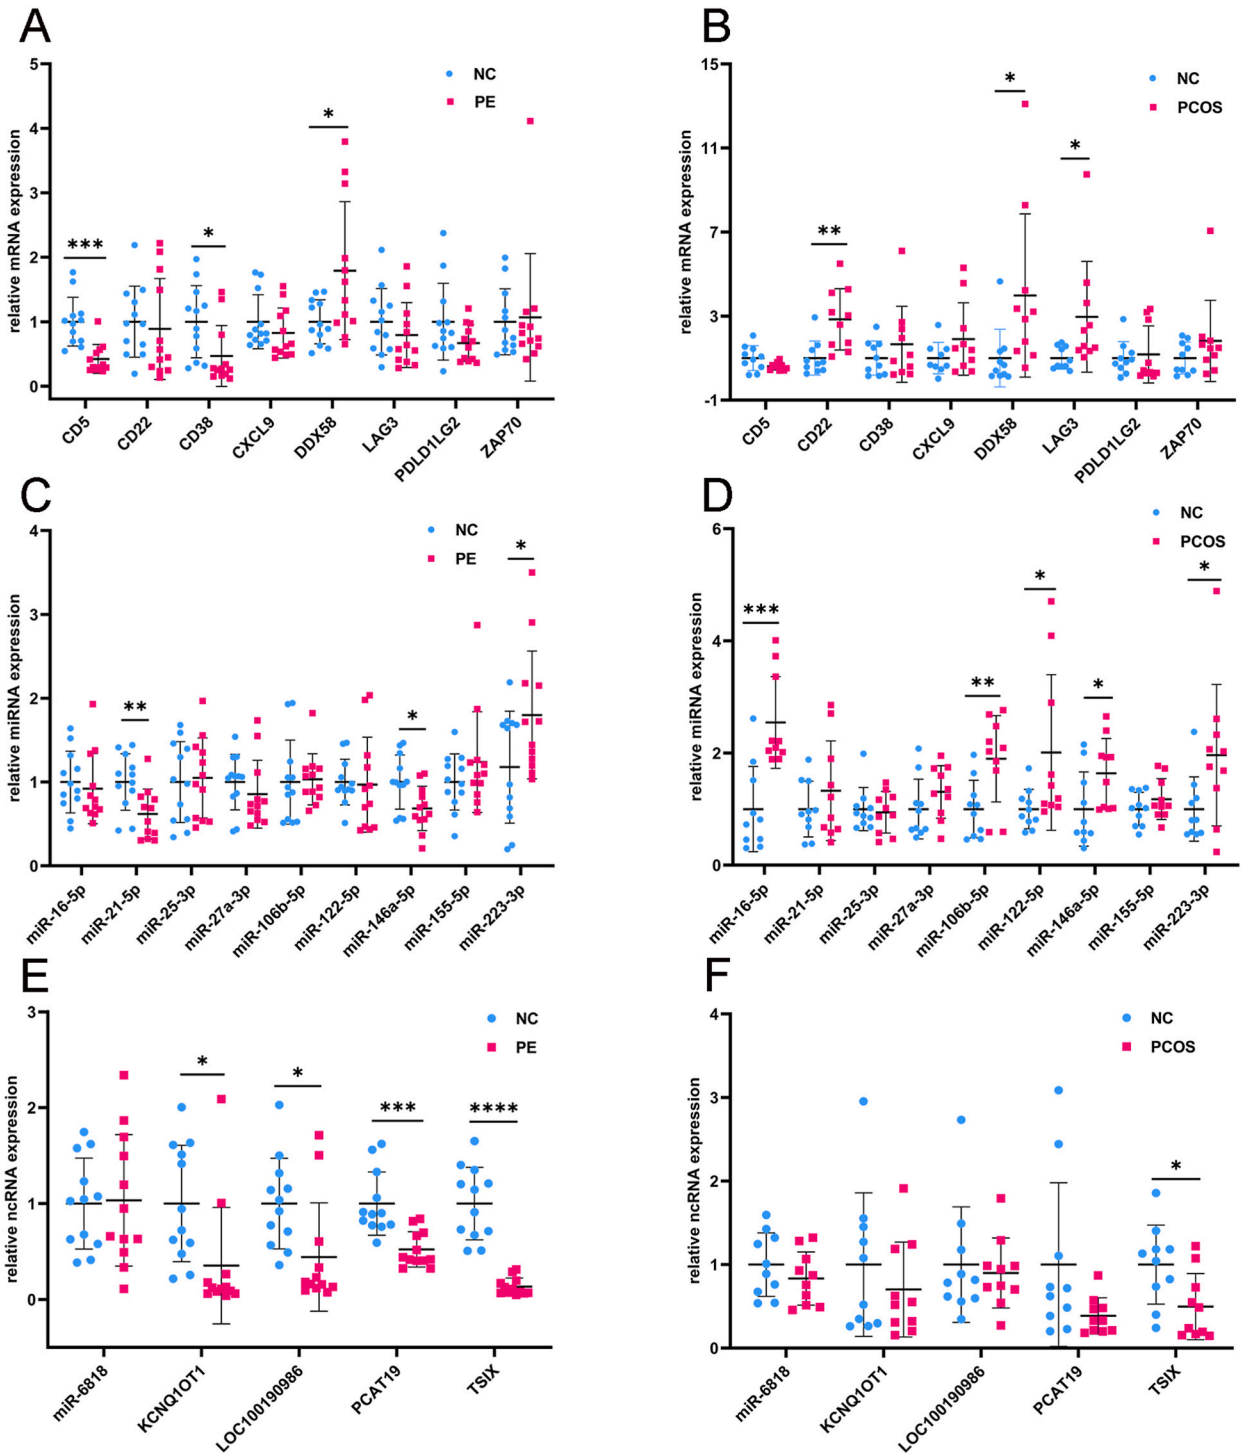 A
relative mRNA expression
5
4
3
2
1
0
NC
PE
***
*
*
CD5
CD22
CD38
CXCL9
DDX58
LAG3
PDLD1LG2
ZAP70
B
relative mRNA expression
15
11
7
3
-1
NC
PCOS
**
*
*
CD5
CD22
CD38
CXCL9
DDX58
LAG3
PDLD1LG2
ZAP70
C
relative miRNA expression
4
3
2
1
0
NC
PE
**
*
*
miR-16-5p
miR-21-5p
miR-25-3p
miR-27a-3p
miR-106b-5p
miR-122-5p
miR-146a-5p
miR-155-5p
miR-223-3p
D
relative miRNA expression
6
4
2
0
NC
PCOS
***
**
*
*
*
miR-16-5p
miR-21-5p
miR-25-3p
miR-27a-3p
miR-106b-5p
miR-122-5p
miR-146a-5p
miR-155-5p
miR-223-3p
E
relative ncRNA expression
3
2
1
0
NC
PE
*
*
***
****
miR-6818
KCNQ1OT1
LOC100190986
PCAT19
TSIX
F
relative ncRNA expression
4
3
2
1
0
NC
PCOS
*
miR-6818
KCNQ1OT1
LOC100190986
PCAT19
TSIX